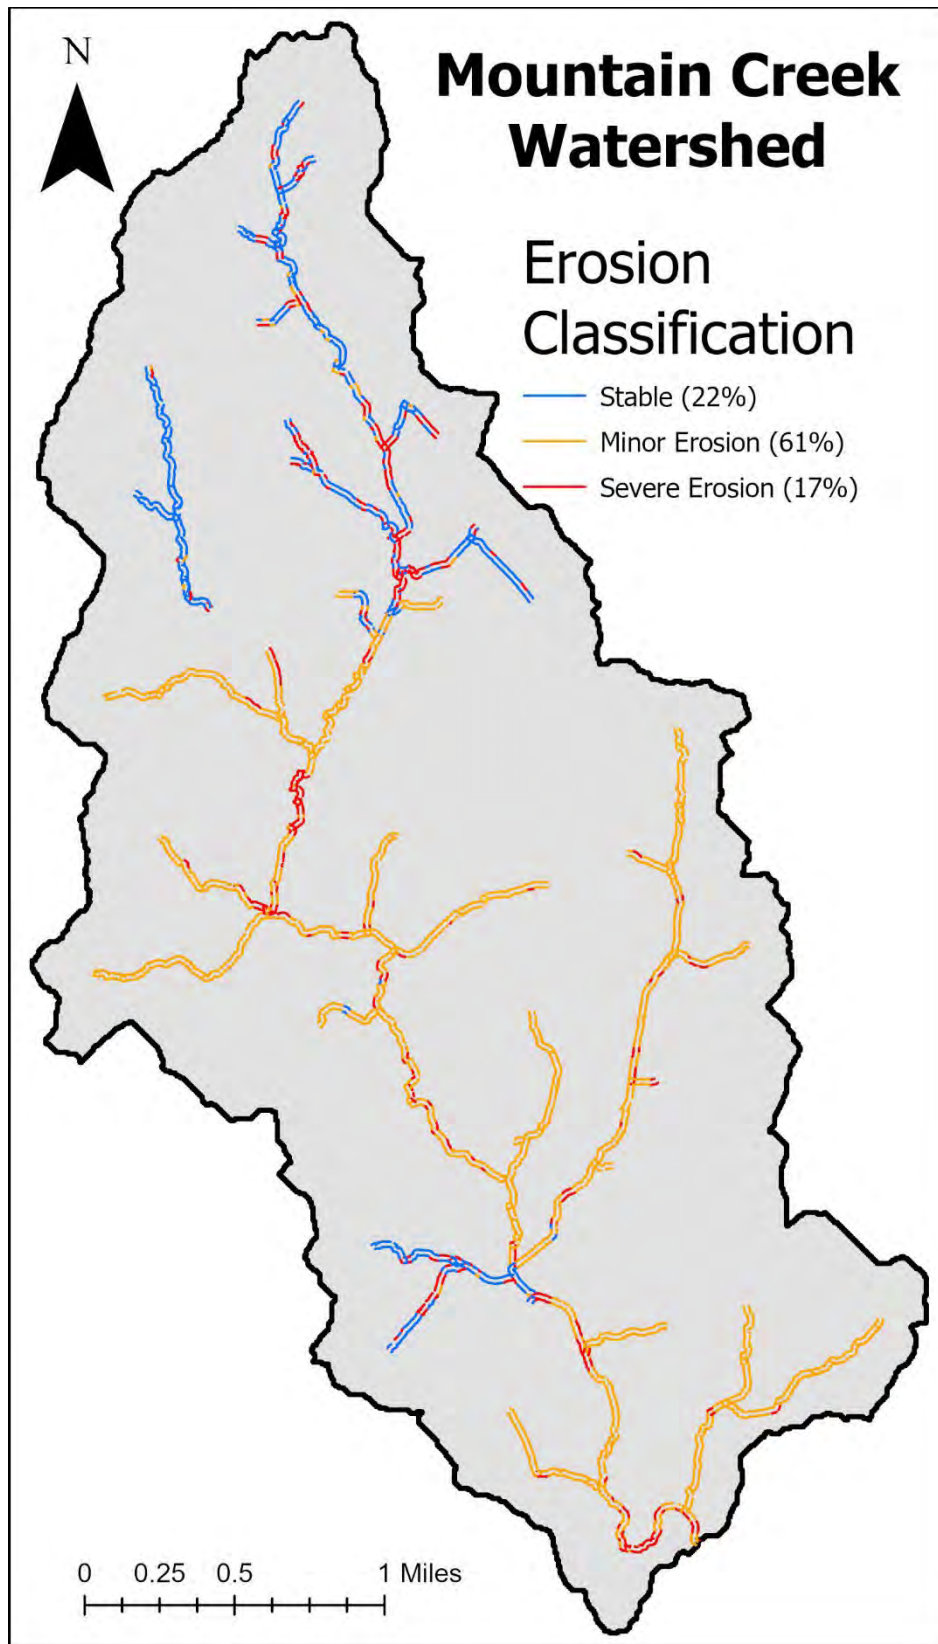 N
Mountain Creek
Watershed
Erosion
Classification
Stable (22%)
Minor Erosion (61%)
Severe Erosion (17%)
0 0.25 0.5 1 Miles